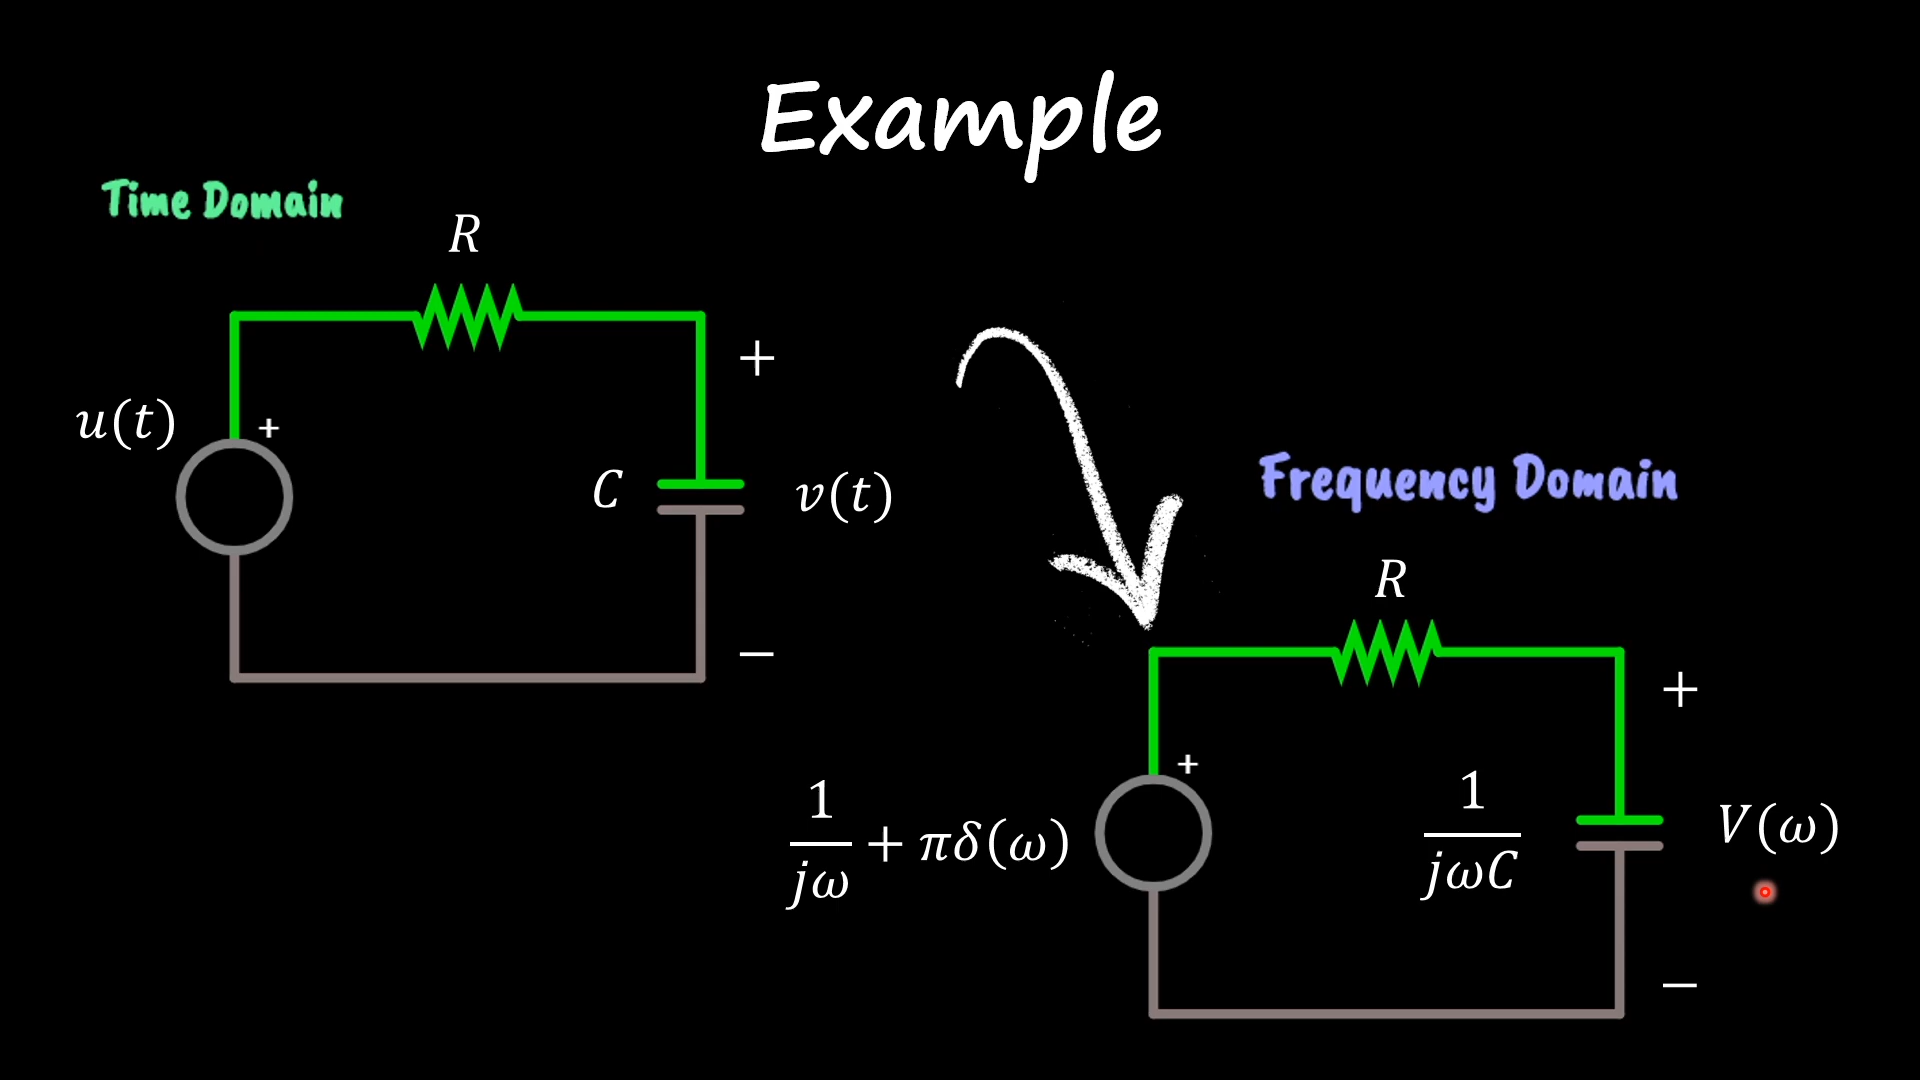 Example
Time Domain
R
+
u(t)
+
C
v(t)
−
Frequency Domain
R
+
+
1/jω + πδ(ω)
1/jωC
V(ω)
−